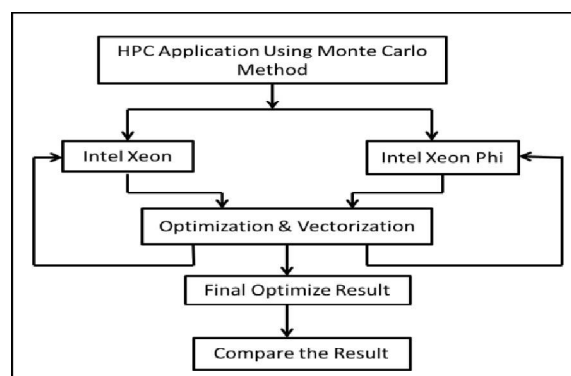 HPC Application Using Monte Carlo
Method
Intel Xeon
Intel Xeon Phi
Optimization & Vectorization
Final Optimize Result
Compare the Result